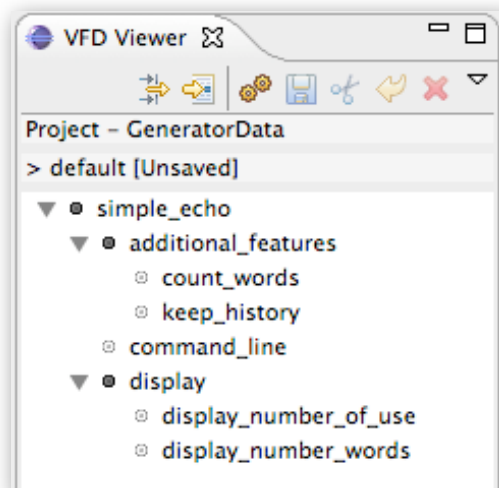 VFD Viewer
Project – GeneratorData
> default [Unsaved]
simple_echo
additional_features
count_words
keep_history
command_line
display
display_number_of_use
display_number_words